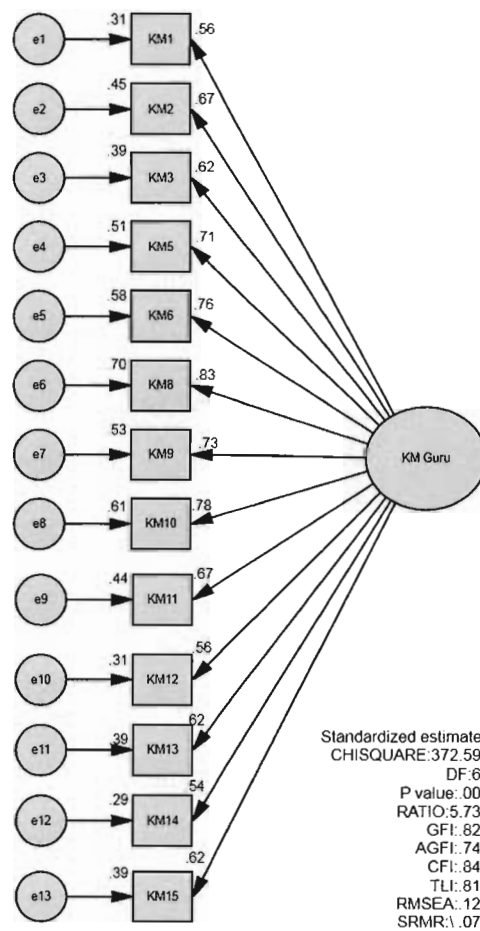 e1 .31 KM1 .56
e2 .45 KM2 .67
e3 .39 KM3 .62
e4 .51 KM5 .71
e5 .58 KM6 .76
e6 .70 KM8 .83
e7 53 KM9 .73
KM Guru
e8 .61 KM10 .78
e9 .44 KM11 .67
e10 .31 KM12 .56
e11 .39 KM13 62
e12 .29 KM14 54
e13 .39 KM15 .62
Standardized estimate
CHISQUARE:372.59
DF:6
P value:.00
RATIO:5.73
GFI:.82
AGFI:.74
CFI:.84
TLI:.81
RMSEA:.12
SRMR:\ .07